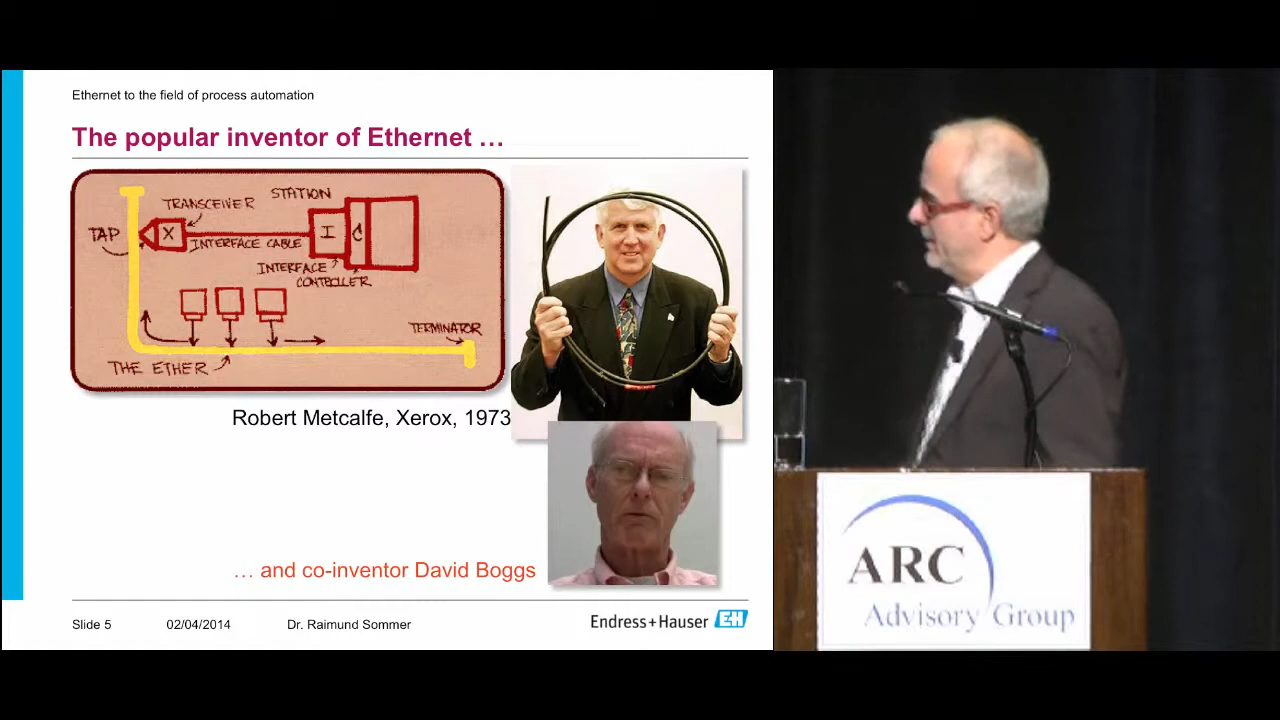 Ethernet to the field of process automation
The popular inventor of Ethernet …
TRANSCEIVER
STATION
TAP
X
INTERFACE CABLE
I
C
INTERFACE
CONTROLLER
TERMINATOR
THE ETHER
Robert Metcalfe, Xerox, 1973
… and co-inventor David Boggs
Slide 5 02/04/2014 Dr. Raimund Sommer
Endress+Hauser EH
ARC
Advisory Group